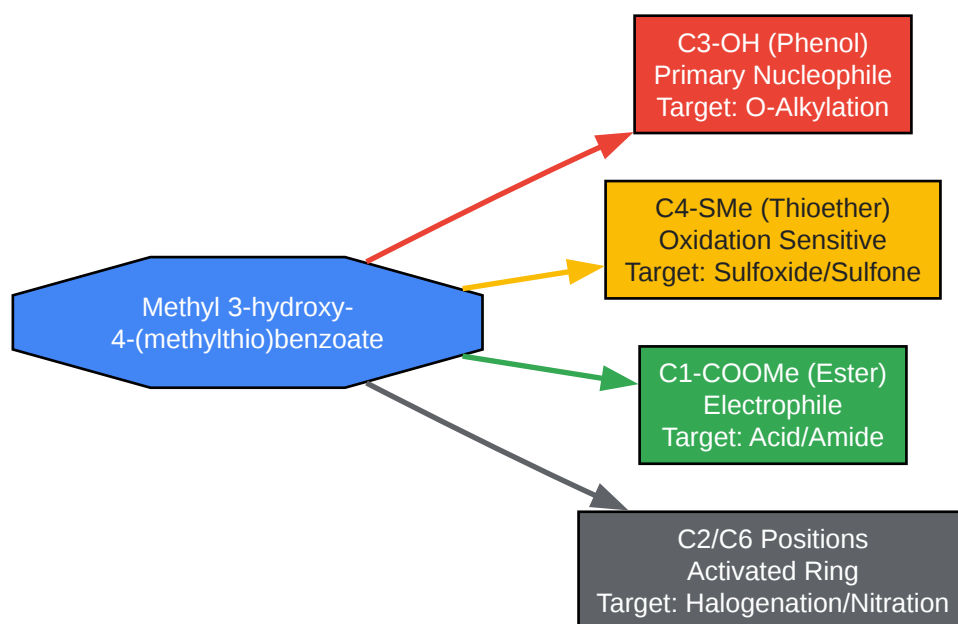 C3-OH (Phenol)
Primary Nucleophile
Target: O-Alkylation
C4-SMe (Thioether)
Oxidation Sensitive
Target: Sulfoxide/Sulfone
Methyl 3-hydroxy-
4-(methylthio)benzoate
C1-COOMe (Ester)
Electrophile
Target: Acid/Amide
C2/C6 Positions
Activated Ring
Target: Halogenation/Nitration